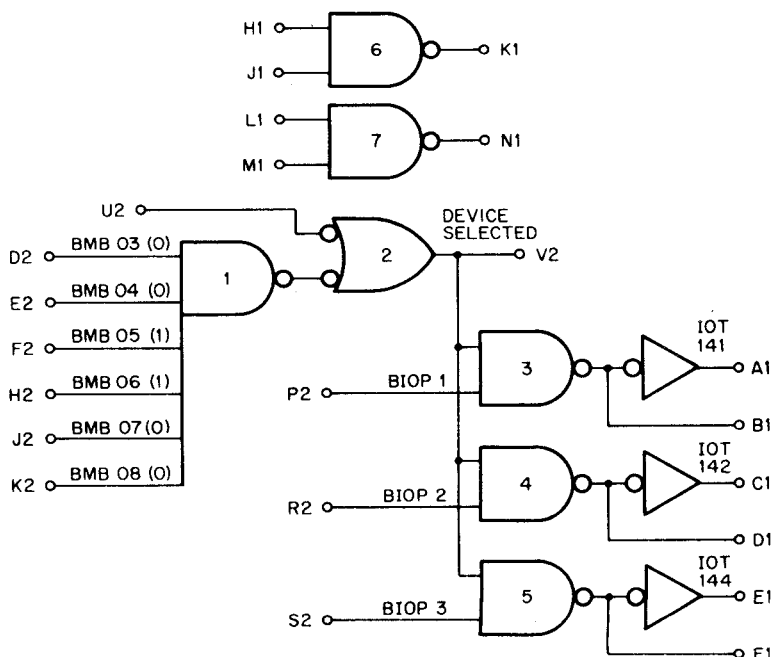 H1
6
K1
J1
L1
7
N1
M1
U2
DEVICE
SELECTED
2
V2
D2 BMB 03 (0)
1
E2 BMB 04 (0)
F2 BMB 05 (1)
H2 BMB 06 (1)
J2 BMB 07 (0)
K2 BMB 08 (0)
IOT
141
3
A1
P2 BIOP 1
B1
IOT
142
4
C1
R2 BIOP 2
D1
IOT
144
5
E1
S2 BIOP 3
F1